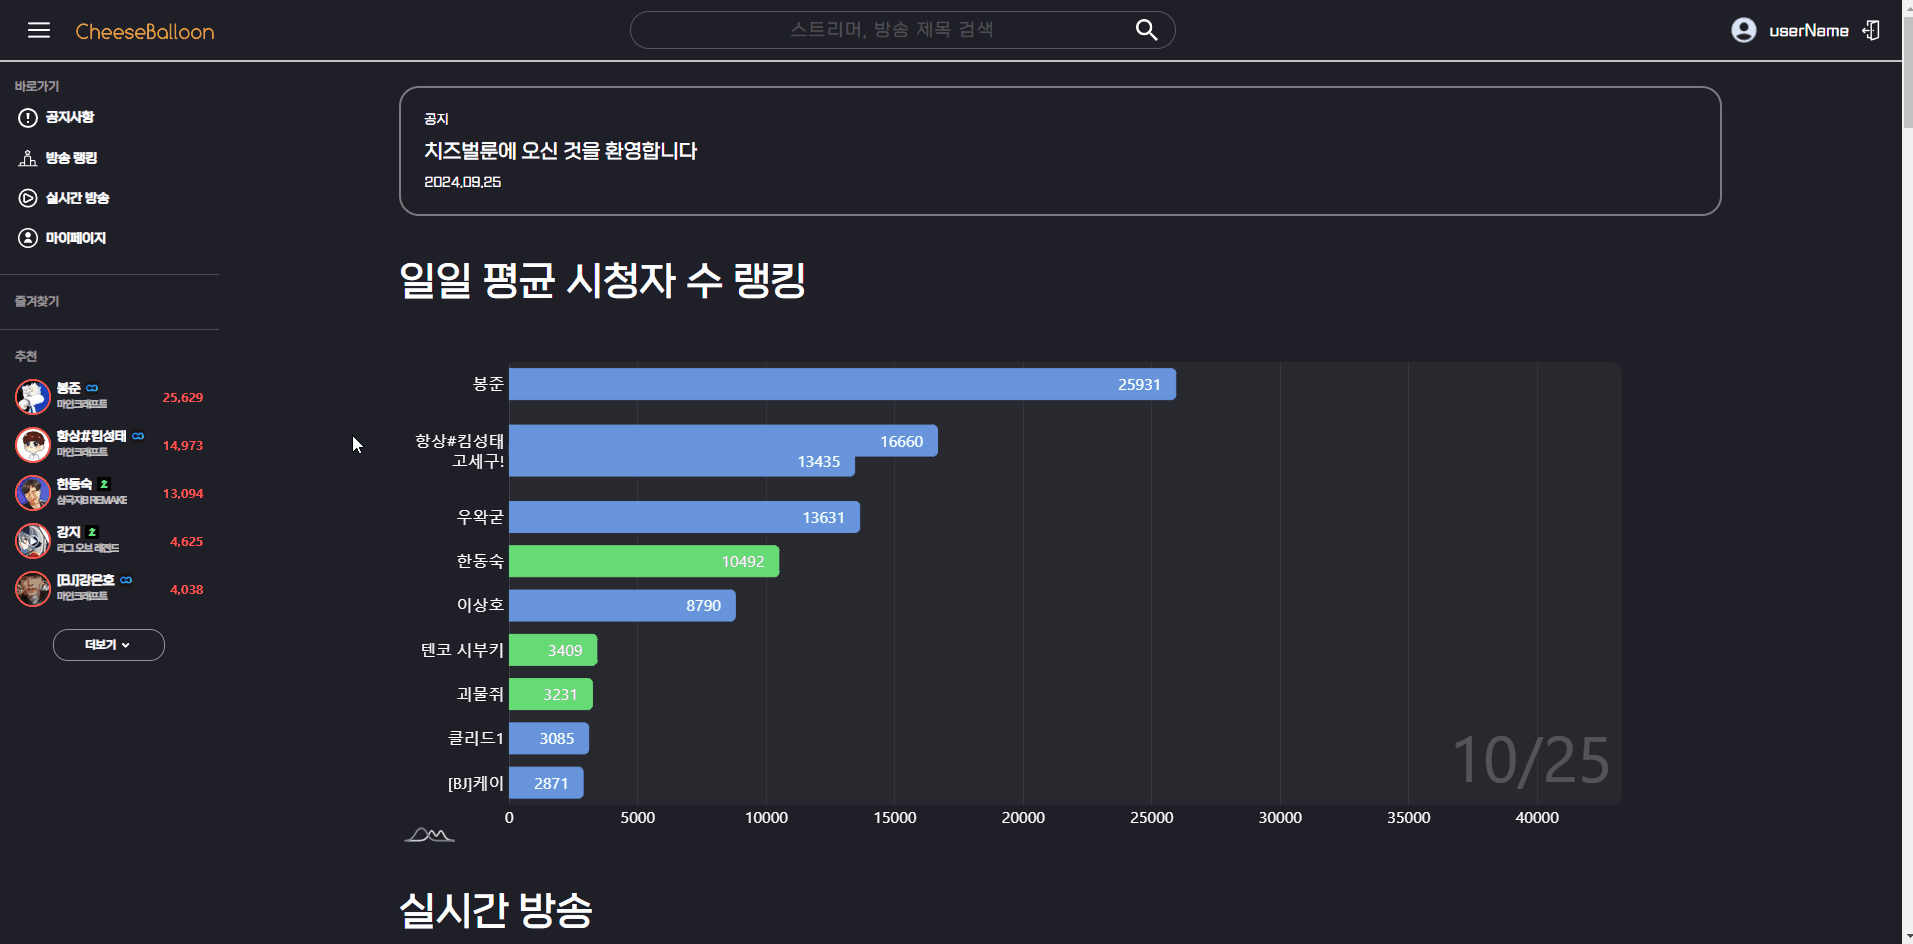 CheeseBalloon
스트리머, 방송 제목 검색
userName
바로가기
공지사항
방송 랭킹
실시간 방송
마이페이지
즐겨찾기
추천
봉준
마인크래프트
25,629
항상#킴성태
마인크래프트
14,973
한동숙
삼국지8 REMAKE
13,094
강지
리그 오브 레전드
4,625
[BJ]강은호
마인크래프트
4,038
더보기
공지
치즈벌룬에 오신 것을 환영합니다
2024.09.25
일일 평균 시청자 수 랭킹
봉준 25931
항상#킴성태 16660
고세구! 13435
우왁굳 13631
한동숙 10492
이상호 8790
텐코 시부키 3409
괴물쥐 3231
클리드1 3085
[BJ]케이 2871
10/25
0 5000 10000 15000 20000 25000 30000 35000 40000
실시간 방송